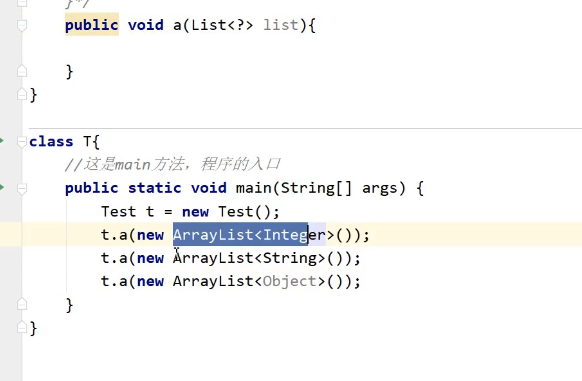 }*/
public void a(List<?> list){
}
}
class T{
//这是main方法，程序的入口
public static void main(String[] args) {
Test t = new Test();
t.a(new ArrayList<Integer>());
t.a(new ArrayList<String>());
t.a(new ArrayList<Object>());
}
}